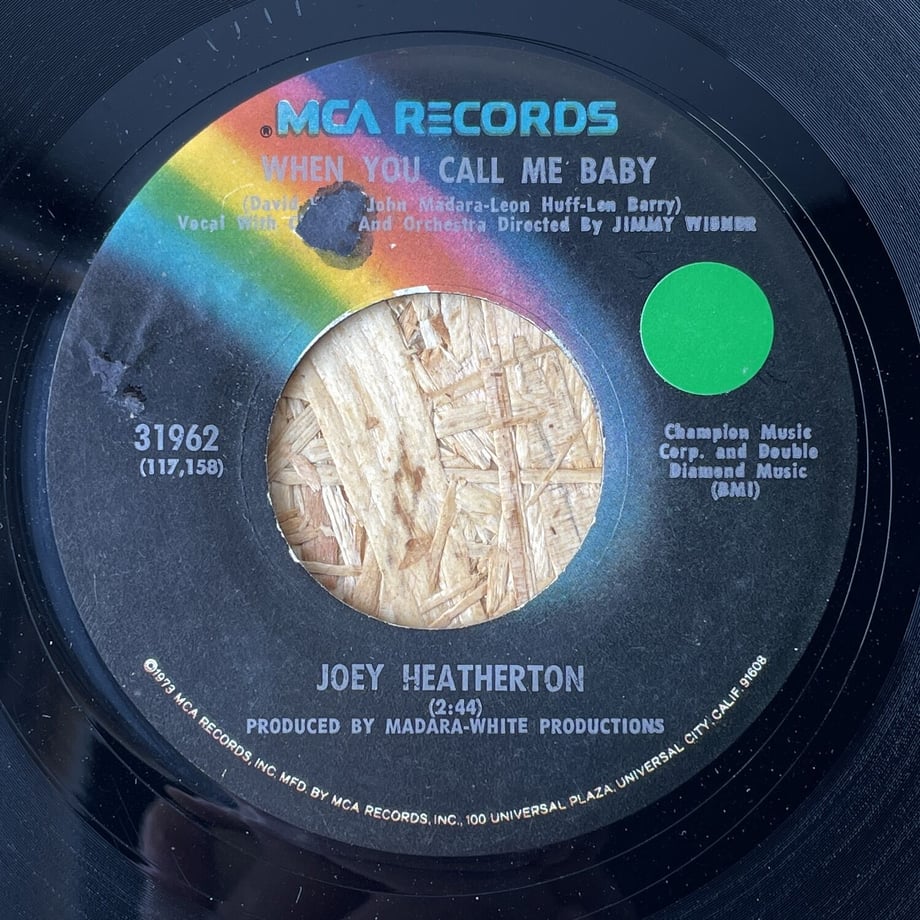 ® MCA RECORDS
WHEN YOU CALL ME BABY
(David John Madara-Leon Huff-Len Barry)
Vocal With And Orchestra Directed By JIMMY WISNER
31962
(117,158)
Champion Music
Corp. and Double
Diamond Music
(BMI)
JOEY HEATHERTON
(2:44)
PRODUCED BY MADARA-WHITE PRODUCTIONS
©1973 MCA RECORDS, INC. MFD. BY MCA RECORDS, INC., 100 UNIVERSAL PLAZA, UNIVERSAL CITY, CALIF. 91608